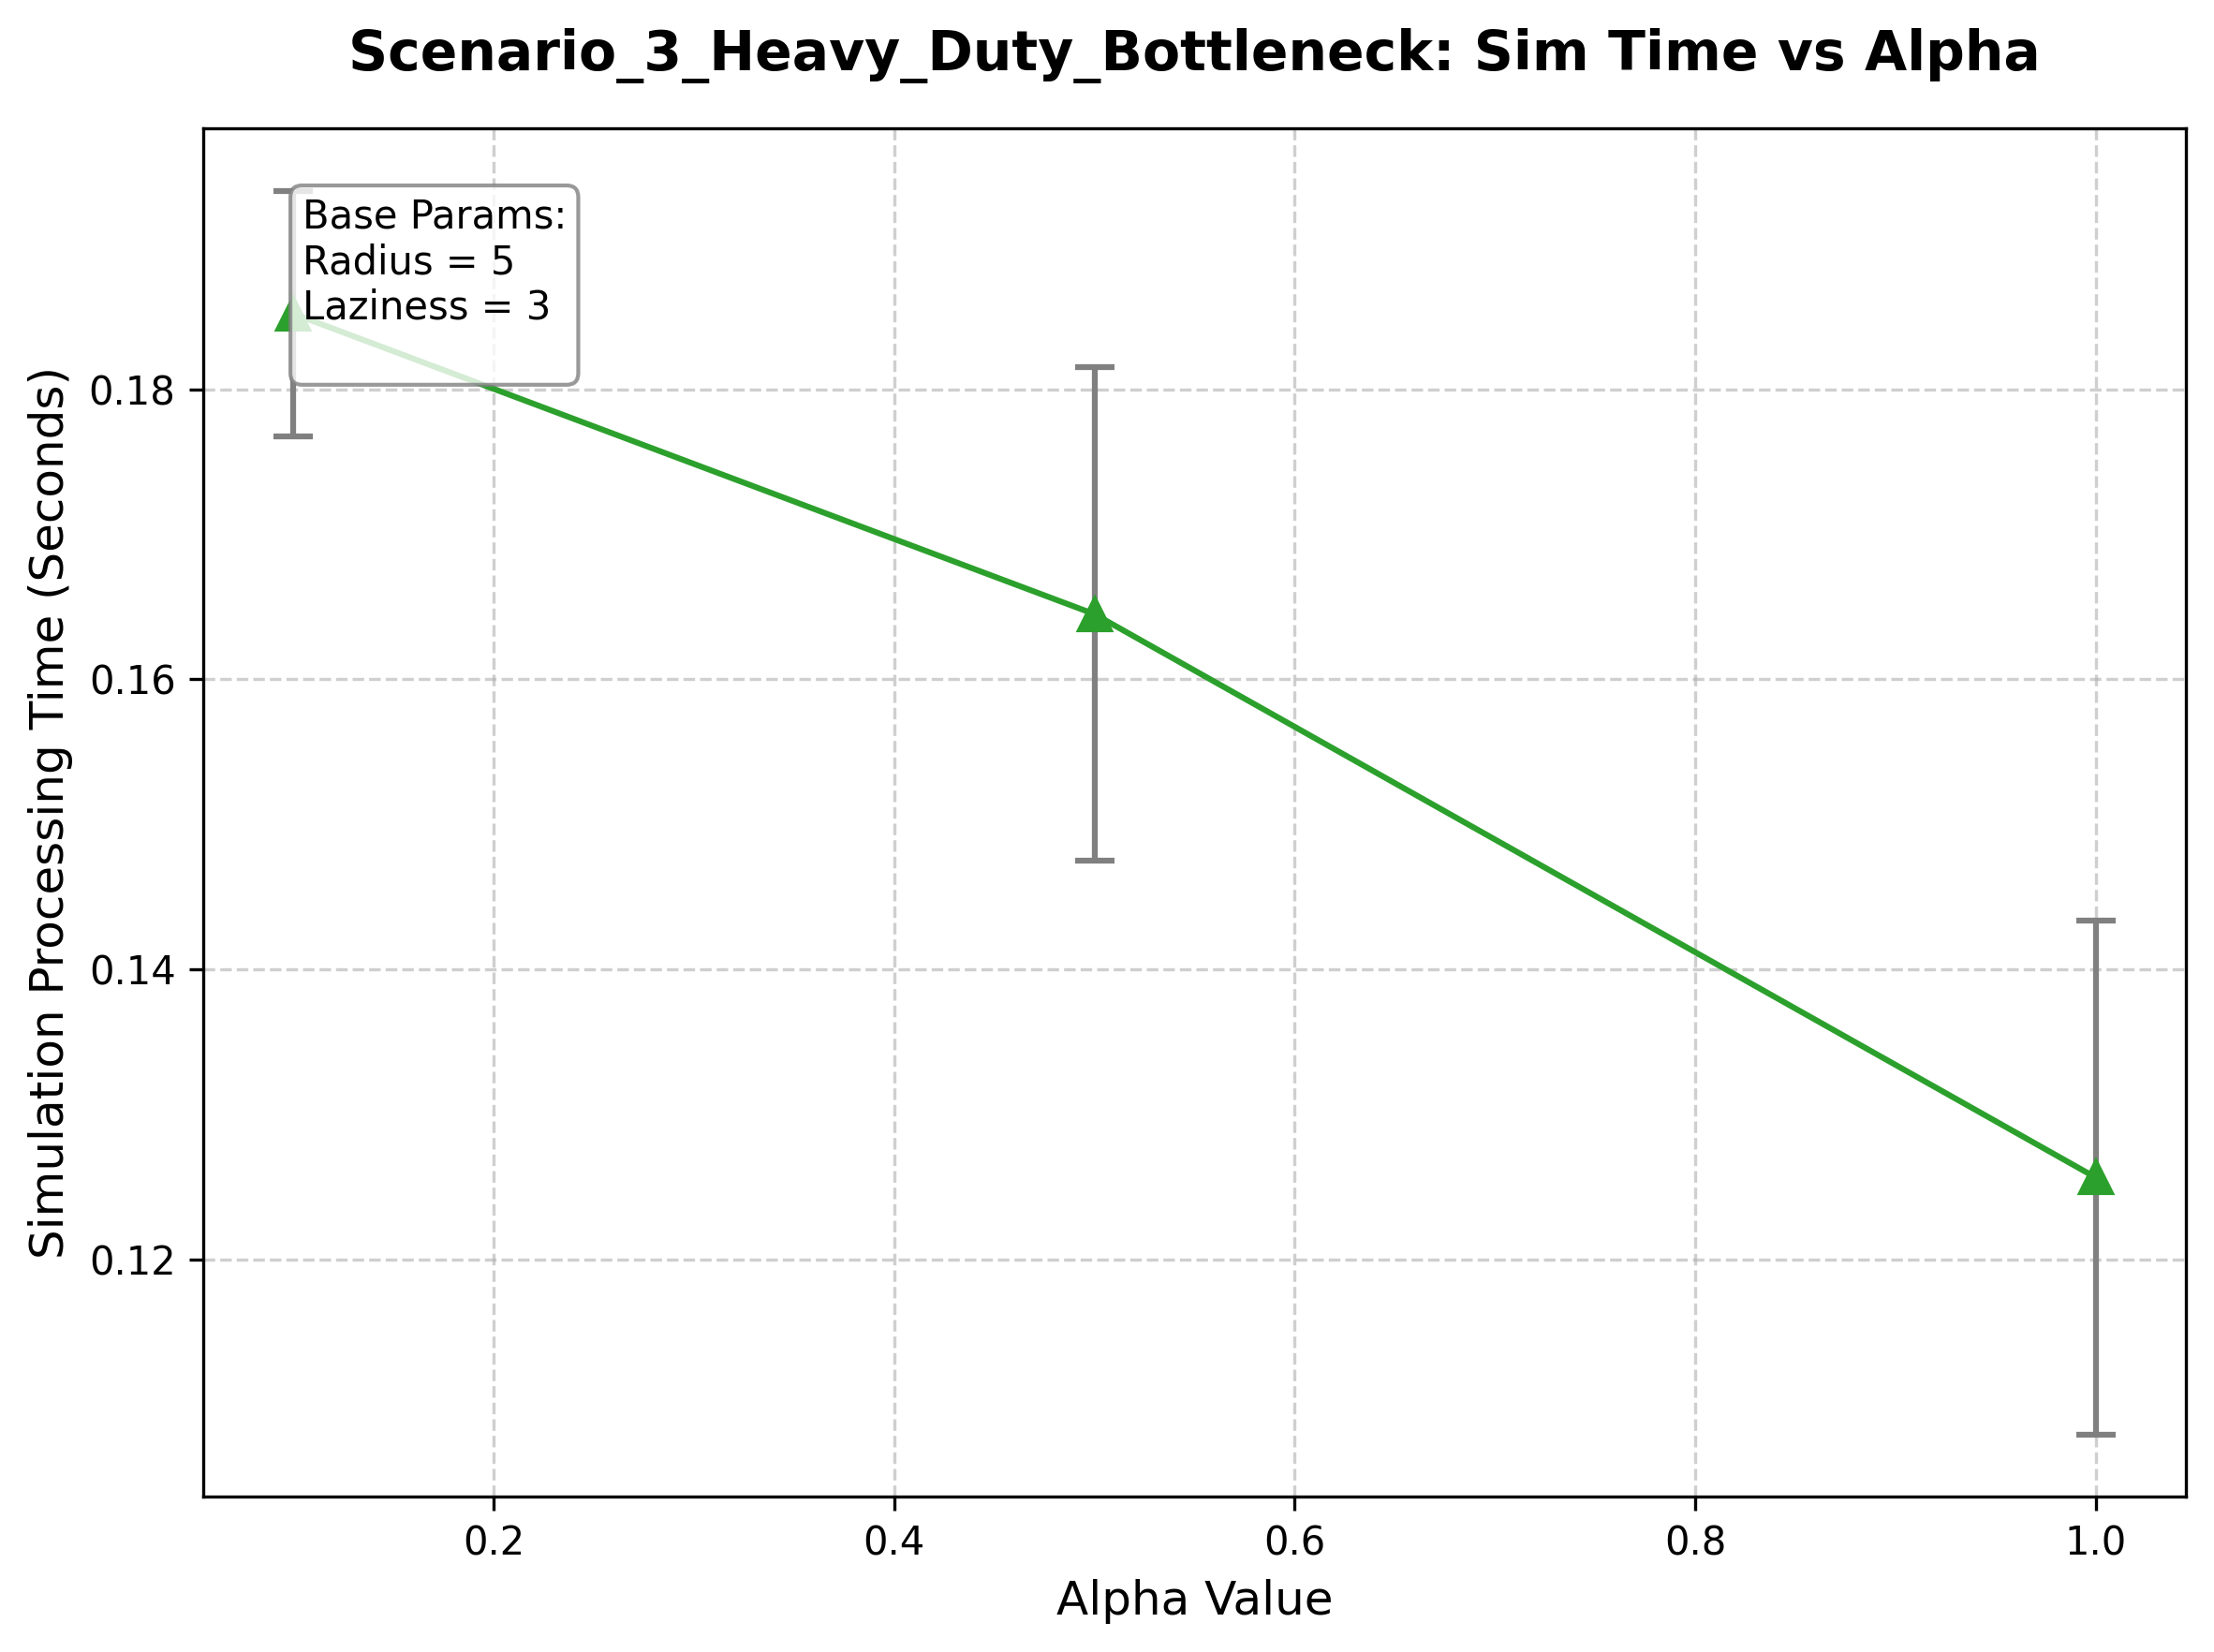 Scenario_3_Heavy_Duty_Bottleneck: Sim Time vs Alpha
Base Params:
Radius = 5
Laziness = 3
Simulation Processing Time (Seconds)
0.18
0.16
0.14
0.12
0.2
0.4
0.6
0.8
1.0
Alpha Value